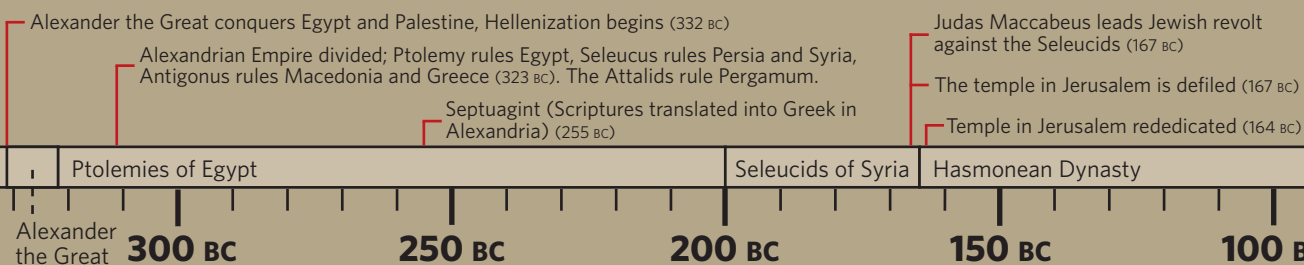 Alexander the Great conquers Egypt and Palestine, Hellenization begins (332 BC)
Alexandrian Empire divided; Ptolemy rules Egypt, Seleucus rules Persia and Syria,
Antigonus rules Macedonia and Greece (323 BC). The Attalids rule Pergamum.
Septuagint (Scriptures translated into Greek in
Alexandria) (255 BC)
Judas Maccabeus leads Jewish revolt
against the Seleucids (167 BC)
The temple in Jerusalem is defiled (167 BC)
Temple in Jerusalem rededicated (164 BC)
Ptolemies of Egypt
Seleucids of Syria
Hasmonean Dynasty
Alexander
the Great
300 BC
250 BC
200 BC
150 BC
100 B